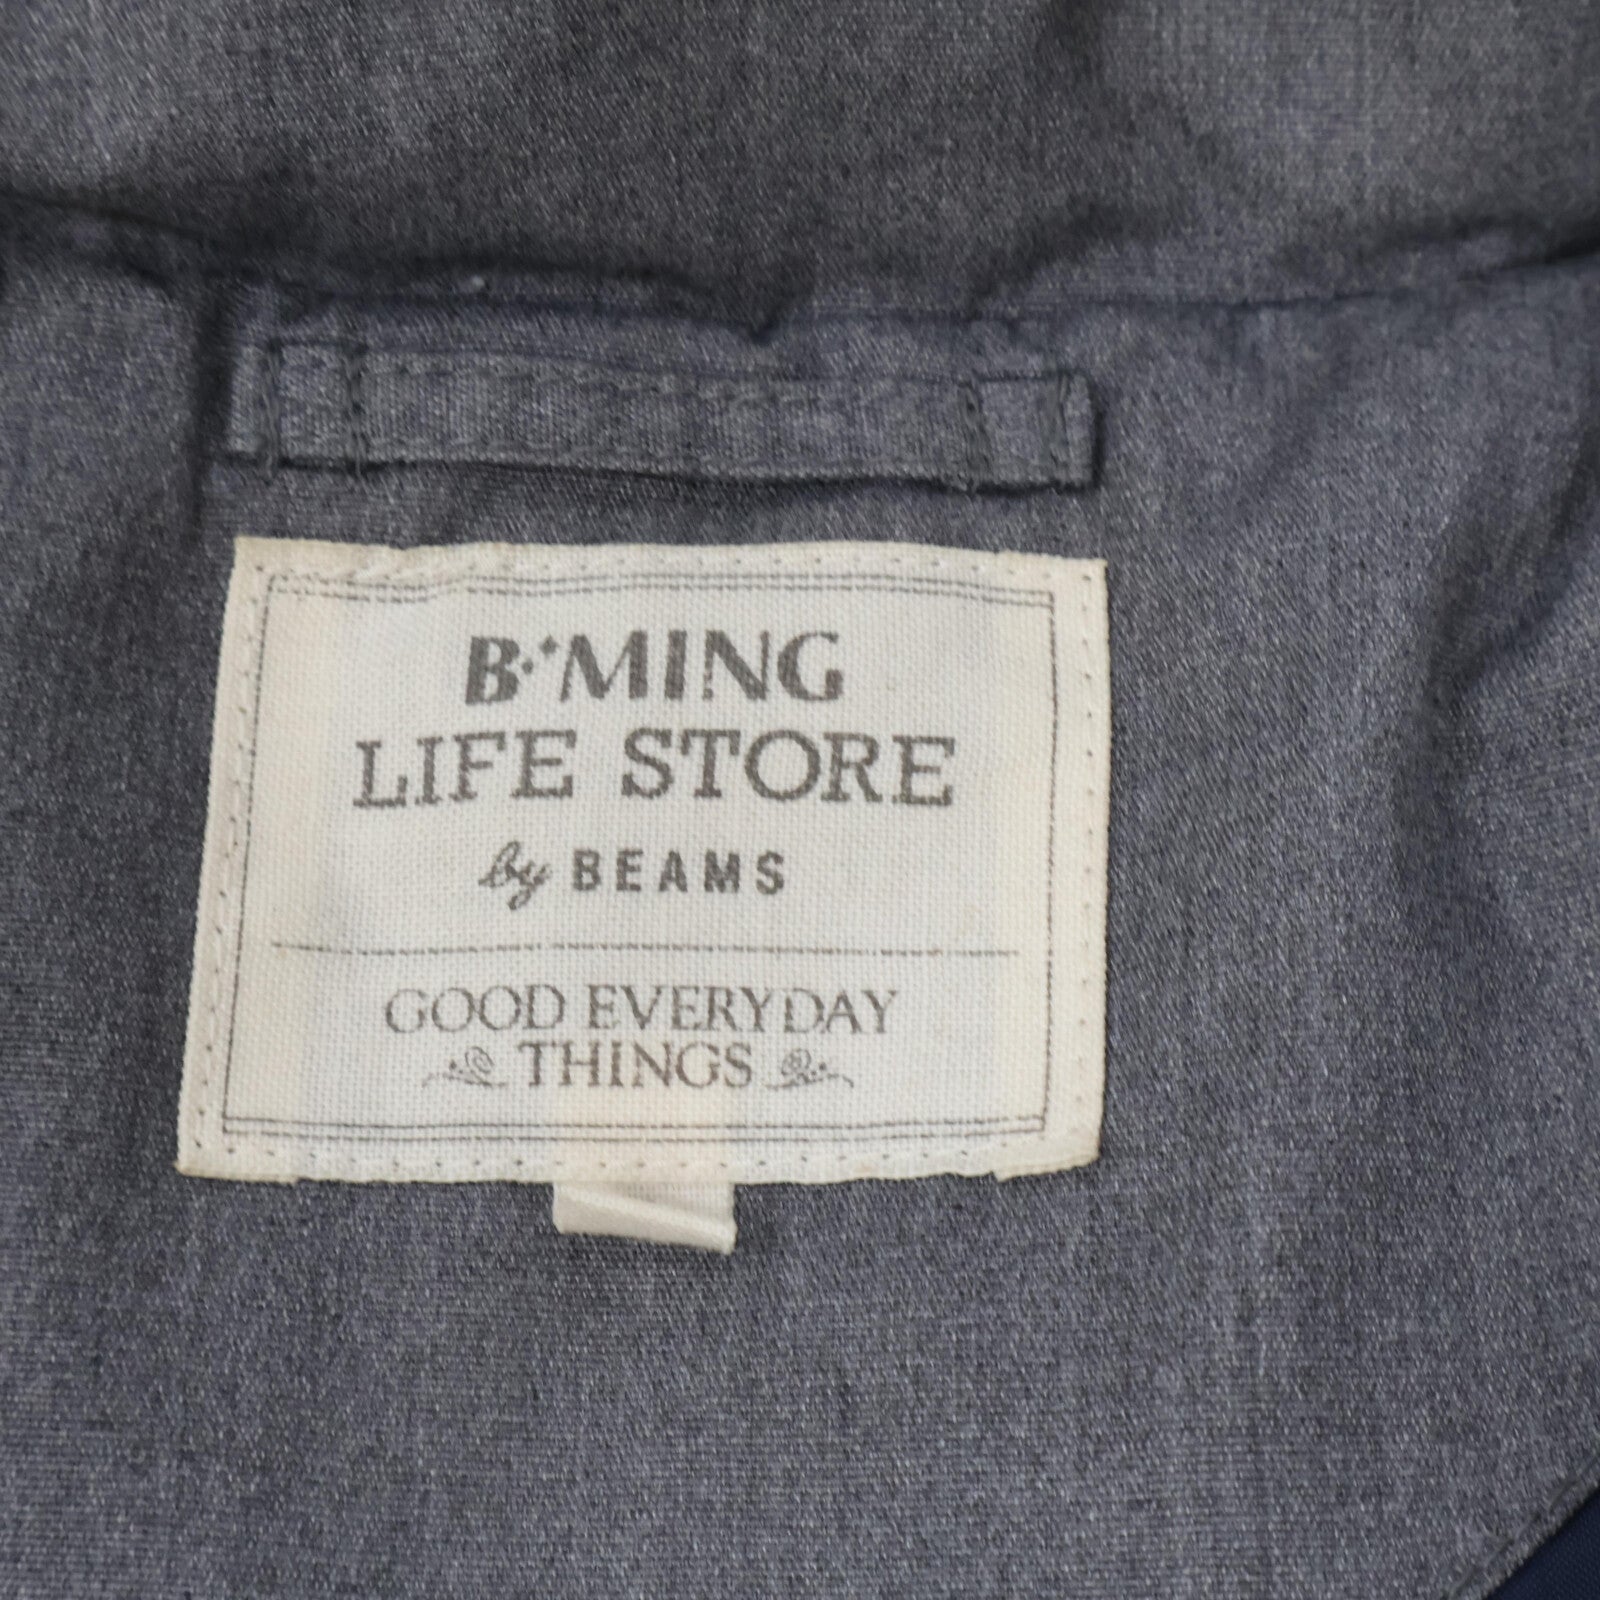 B MING
LIFE STORE
by BEAMS
GOOD EVERYDAY
THINGS